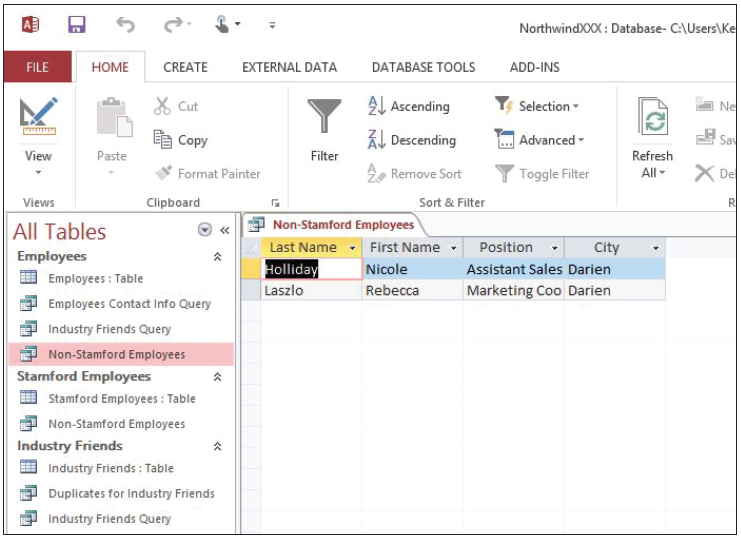 NorthwindXXX : Database- C:\Users\Ke
FILE HOME CREATE EXTERNAL DATA DATABASE TOOLS ADD-INS
View
Views
Paste
Cut
Copy
Format Painter
Clipboard
Filter
Ascending
Descending
Remove Sort
Selection
Advanced
Toggle Filter
Sort & Filter
Refresh
All
Ne
Sav
Del
R
All Tables
Employees
Employees : Table
Employees Contact Info Query
Industry Friends Query
Non-Stamford Employees
Stamford Employees
Stamford Employees : Table
Non-Stamford Employees
Industry Friends
Industry Friends : Table
Duplicates for Industry Friends
Industry Friends Query
Non-Stamford Employees
Last Name First Name Position City
Holliday Nicole Assistant Sales Darien
Laszlo Rebecca Marketing Coo Darien